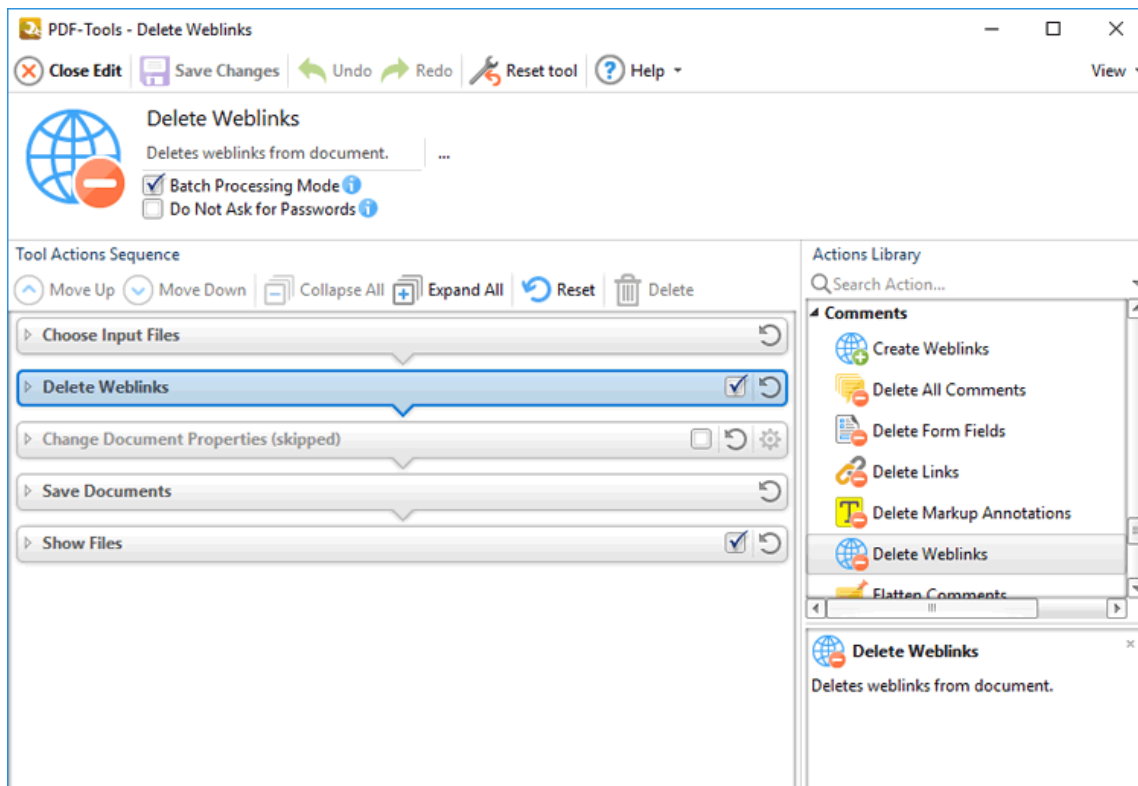 PDF-Tools - Delete Weblinks
Close Edit Save Changes Undo Redo Reset tool Help View
Delete Weblinks
Deletes weblinks from document. ...
Batch Processing Mode
Do Not Ask for Passwords
Tool Actions Sequence
Move Up Move Down Collapse All Expand All Reset Delete
Choose Input Files
Delete Weblinks
Change Document Properties (skipped)
Save Documents
Show Files
Actions Library
Search Action...
Comments
Create Weblinks
Delete All Comments
Delete Form Fields
Delete Links
Delete Markup Annotations
Delete Weblinks
Flatten Comments
Delete Weblinks
Deletes weblinks from document.